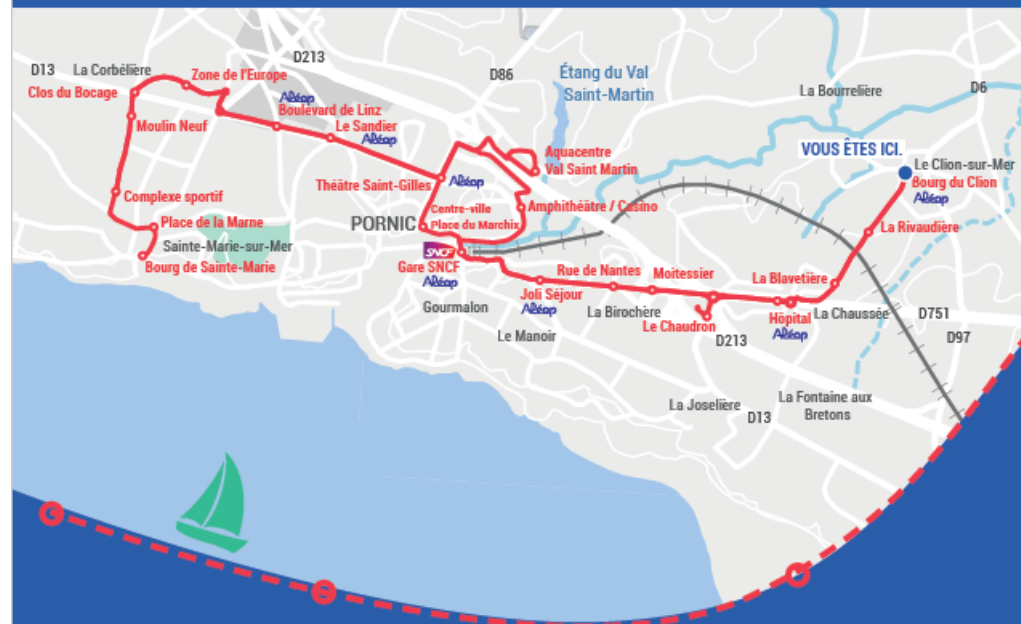 D213
D13
La Corbélière
Zone de l'Europe
D86
Étang du Val
Saint-Martin
Clos du Bocage
Aléop
Boulevard de Linz
La Bourrelière
D6
Moulin Neuf
Le Sandier
Aléop
Aquacentre
Val Saint Martin
VOUS ÊTES ICI.
Le Clion-sur-Mer
Bourg du Clion
Aléop
Théâtre Saint-Gilles
Aléop
Complexe sportif
Centre-ville
Place du Marchix
Amphithéâtre / Casino
PORNIC
Place de la Marne
La Rivaudière
Sainte-Marie-sur-Mer
Bourg de Sainte-Marie
SNCF
Gare SNCF
Aléop
Rue de Nantes
Moitessier
La Blavetière
Joli Séjour
Aléop
Gourmalon
La Birochère
Le Chaudron
Hôpital
Aléop
La Chaussée
D751
Le Manoir
D213
D97
La Joselière
D13
La Fontaine aux
Bretons